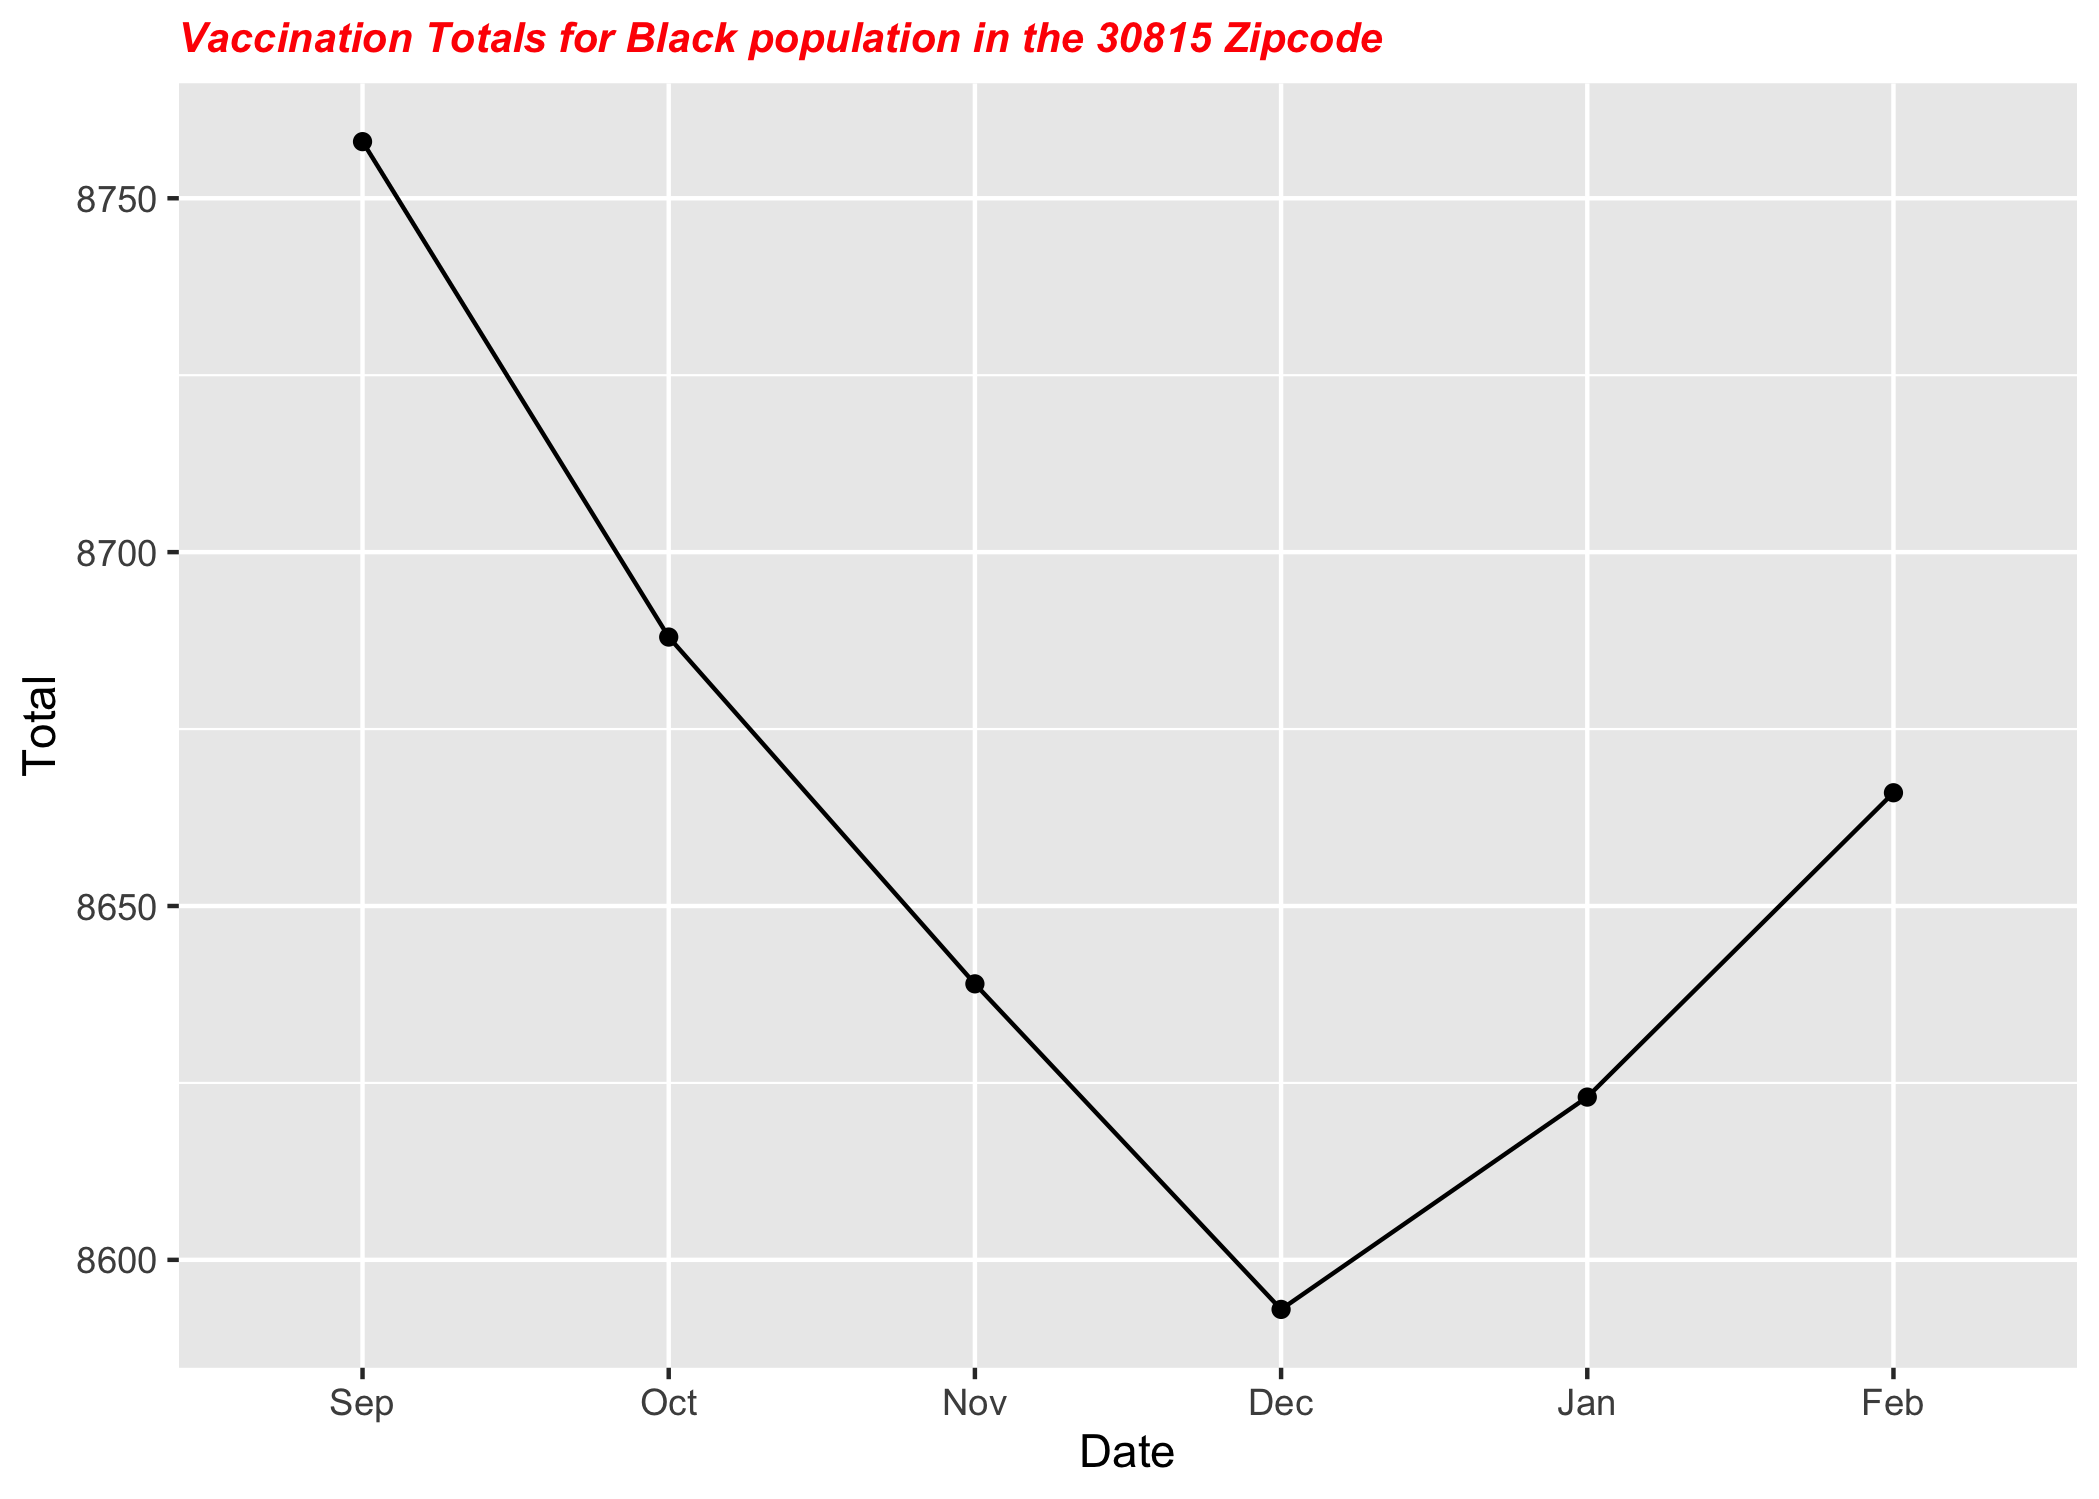 Vaccination Totals for Black population in the 30815 Zipcode
8750
8700
8650
8600
Total
Sep Oct Nov Dec Jan Feb
Date